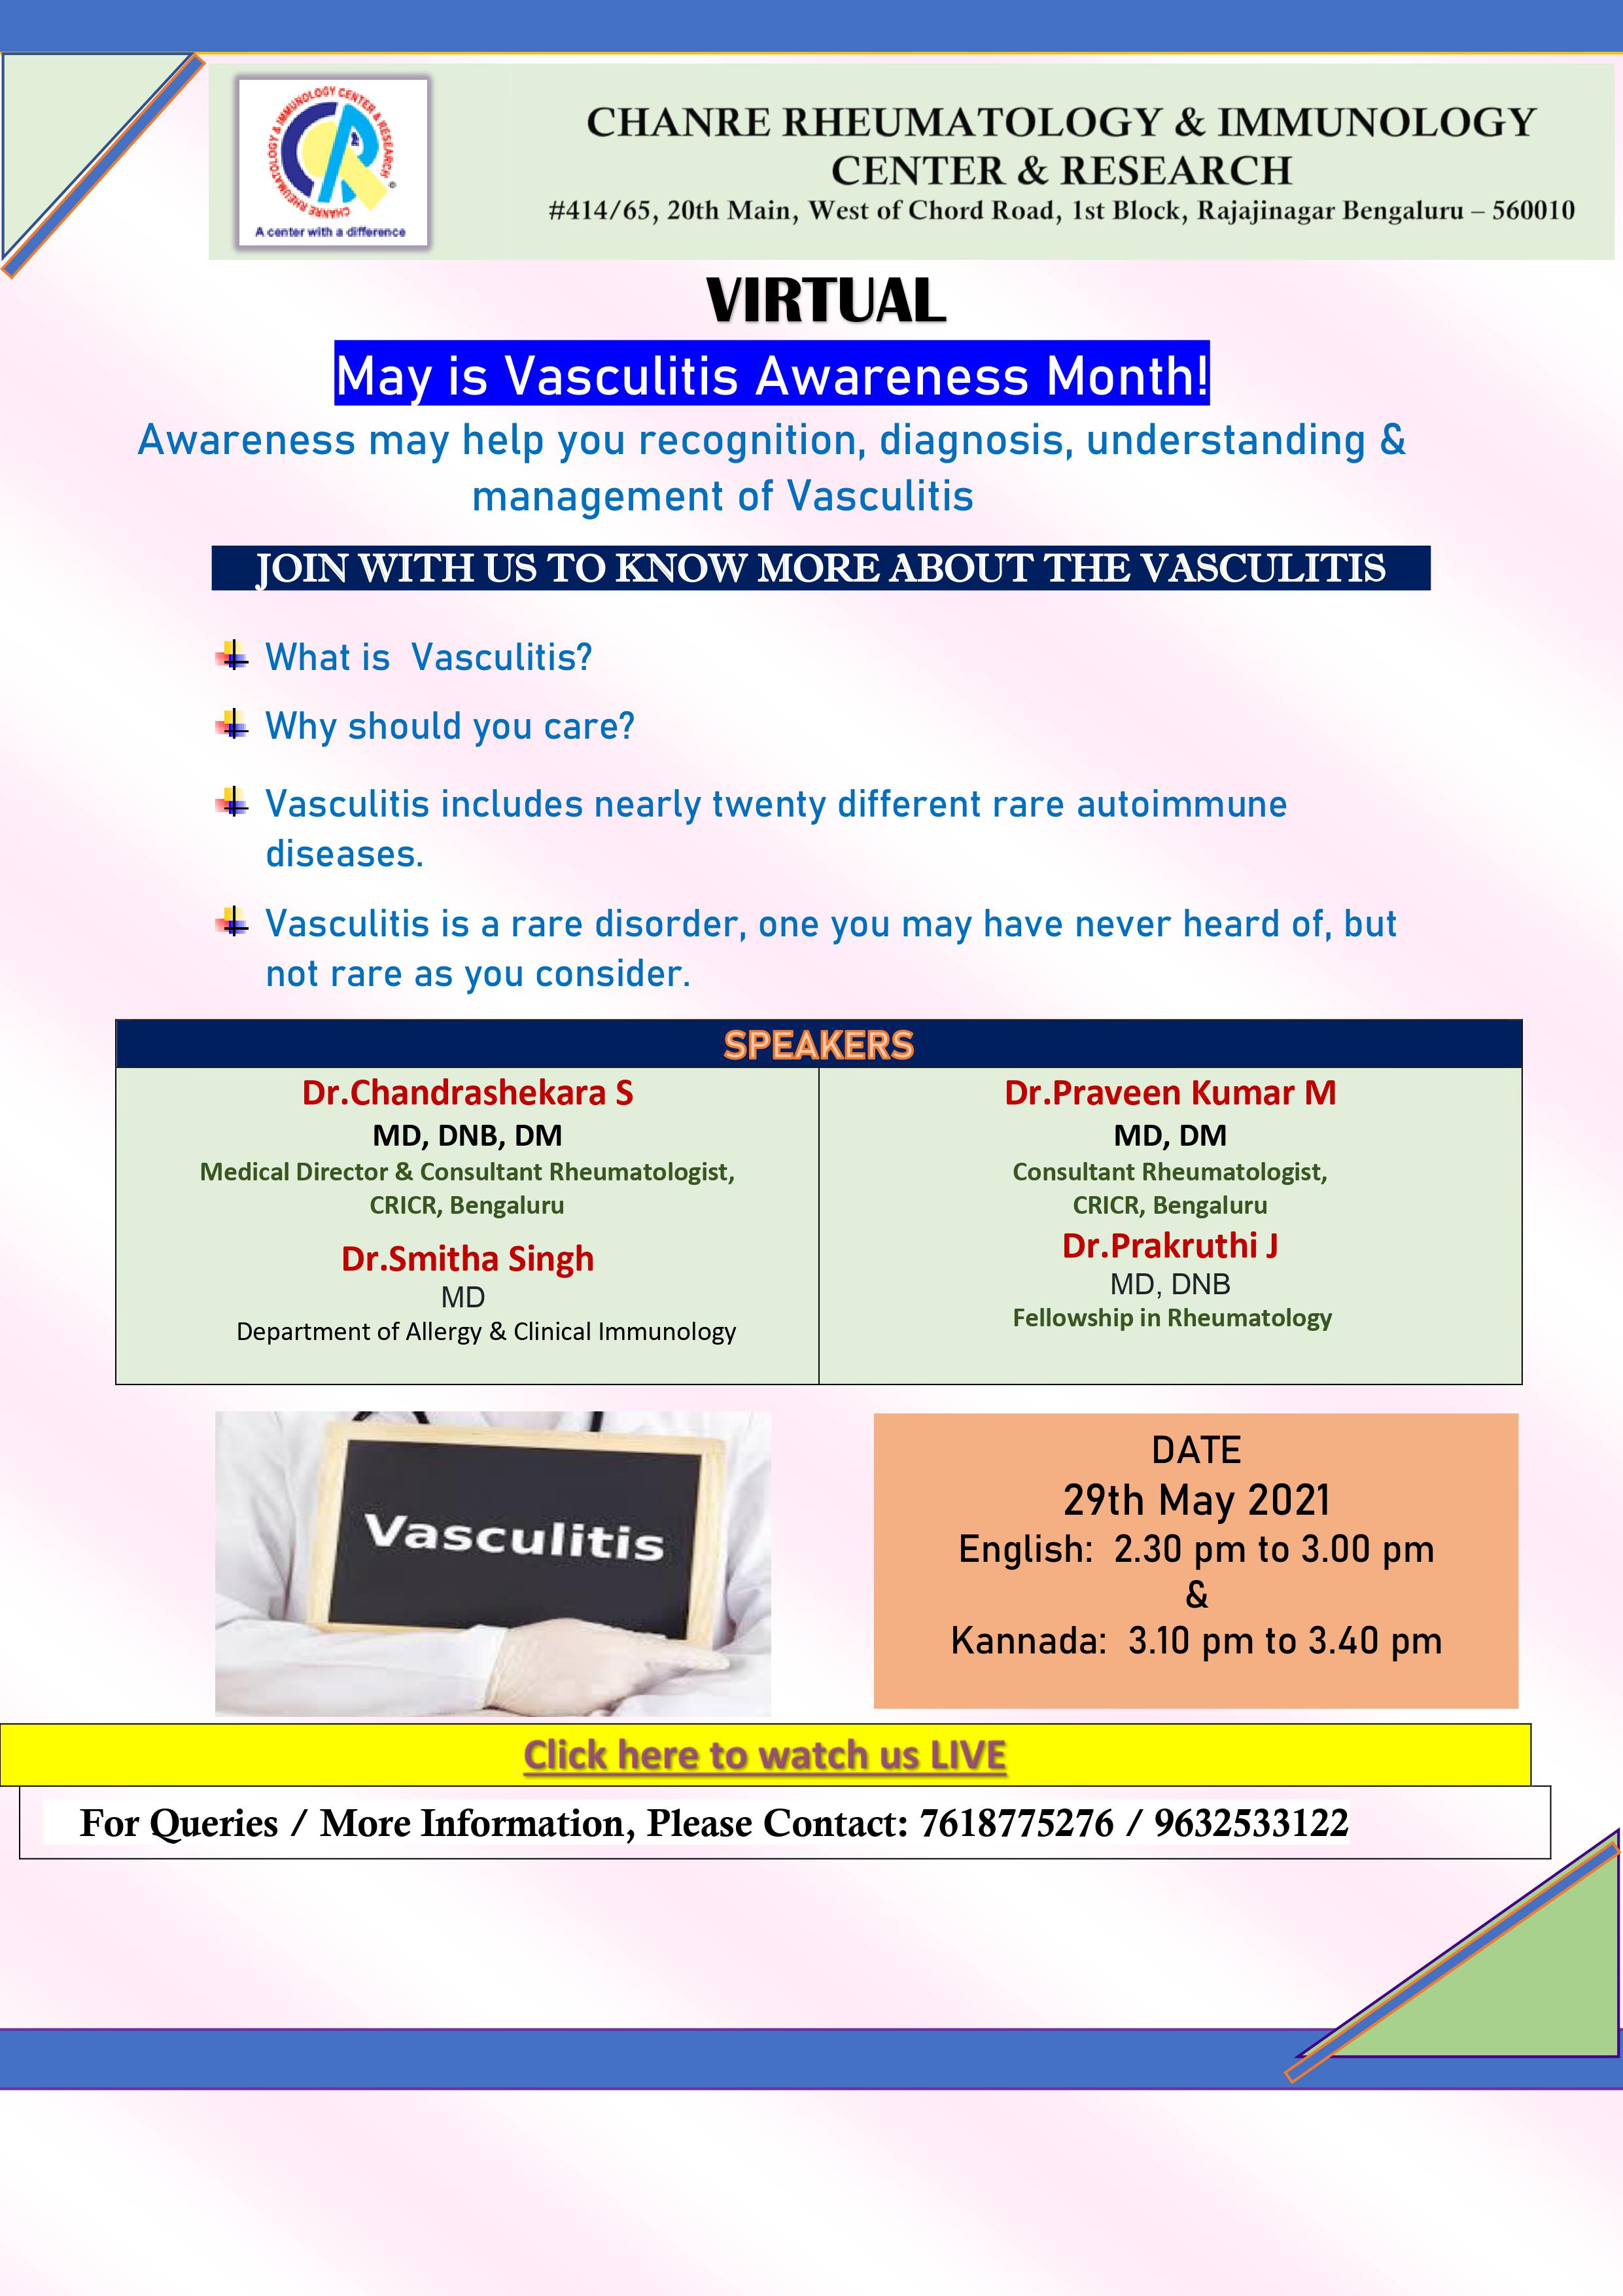 CHANRE RHEUMATOLOGY & IMMUNOLOGY CENTER & RESEARCH
A center with a difference
CHANRE RHEUMATOLOGY & IMMUNOLOGY
CENTER & RESEARCH
#414/65, 20th Main, West of Chord Road, 1st Block, Rajajinagar Bengaluru – 560010
VIRTUAL
May is Vasculitis Awareness Month!
Awareness may help you recognition, diagnosis, understanding &
management of Vasculitis
JOIN WITH US TO KNOW MORE ABOUT THE VASCULITIS
What is Vasculitis?
Why should you care?
Vasculitis includes nearly twenty different rare autoimmune
diseases.
Vasculitis is a rare disorder, one you may have never heard of, but
not rare as you consider.
SPEAKERS
Dr.Chandrashekara S
MD, DNB, DM
Medical Director & Consultant Rheumatologist,
CRICR, Bengaluru
Dr.Smitha Singh
MD
Department of Allergy & Clinical Immunology
Dr.Praveen Kumar M
MD, DM
Consultant Rheumatologist,
CRICR, Bengaluru
Dr.Prakruthi J
MD, DNB
Fellowship in Rheumatology
Vasculitis
DATE
29th May 2021
English: 2.30 pm to 3.00 pm
&
Kannada: 3.10 pm to 3.40 pm
Click here to watch us LIVE
For Queries / More Information, Please Contact: 7618775276 / 9632533122